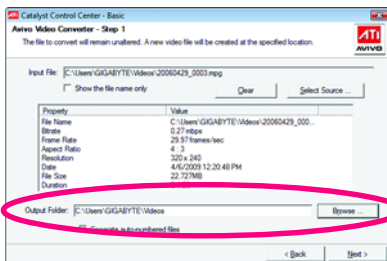 ATI Catalyst Control Center - Basic
Avivo Video Converter - Step 1
The file to convert will remain unaltered. A new video file will be created at the specified location.
ATI
AVIVO
Input File: C:\Users\GIGABYTE\Videos\20060429_0003.mpg
Show the file name only
Clear
Select Source ...
Property Value
File Name C:\Users\GIGABYTE\Videos\20060429_000...
Bitrate 0.27 mbps
Frame Rate 29.97 frames/sec
Aspect Ratio 4 : 3
Resolution 320 x 240
Date 4/6/2009 12:20:48 PM
File Size 22.727MB
Duration
Output Folder: C:\Users\GIGABYTE\Videos
Browse ...
Generate auto-numbered files
< Back
Next >